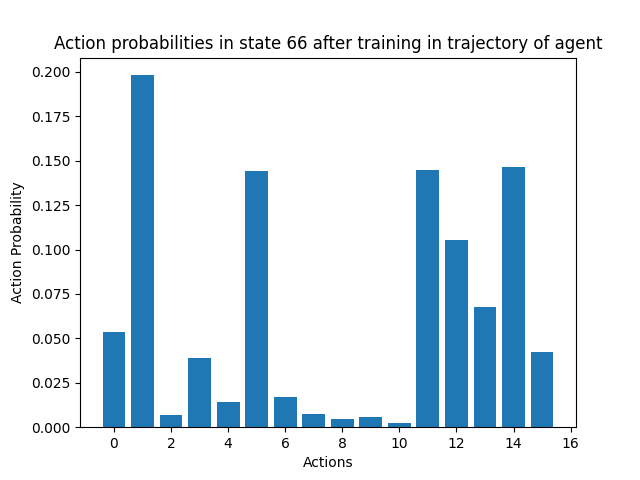 Action probabilities in state 66 after training in trajectory of agent
0.200
0.175
0.150
0.125
0.100
0.075
0.050
0.025
0.000
Action Probability
0 2 4 6 8 10 12 14 16
Actions